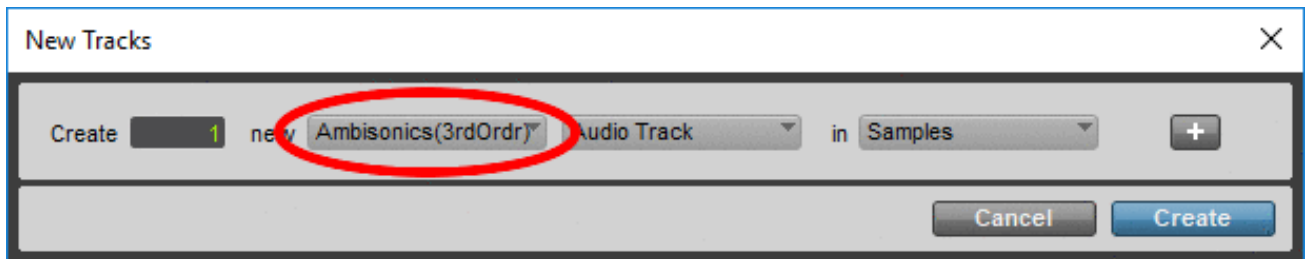 New Tracks
Create 1 new Ambisonics(3rdOrdr) Audio Track in Samples +
Cancel Create